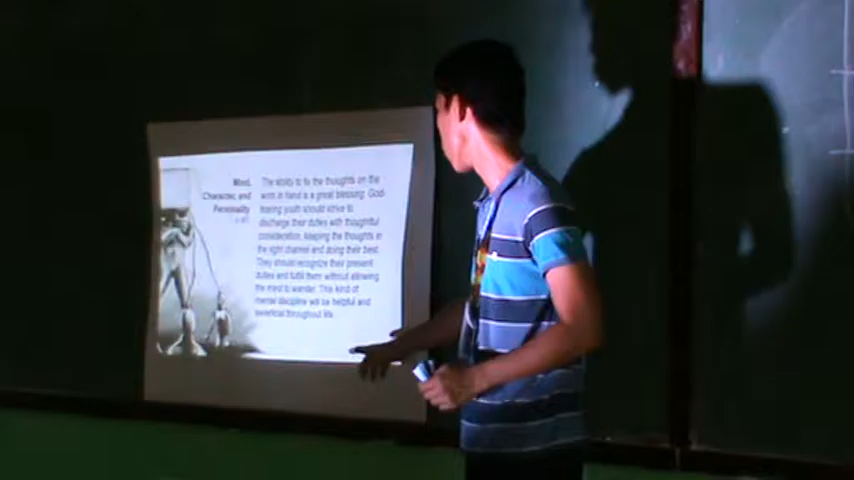 Mind,
Character, and
Personality
The ability to fix the thoughts on the
work in hand is a great blessing. God-
fearing youth should strive to
discharge their duties with thoughtful
consideration, keeping the thoughts in
the right channel and doing their best.
They should recognize their present
duties and fulfill them without allowing
the mind to wander. This kind of
mental discipline will be helpful and
beneficial throughout life.